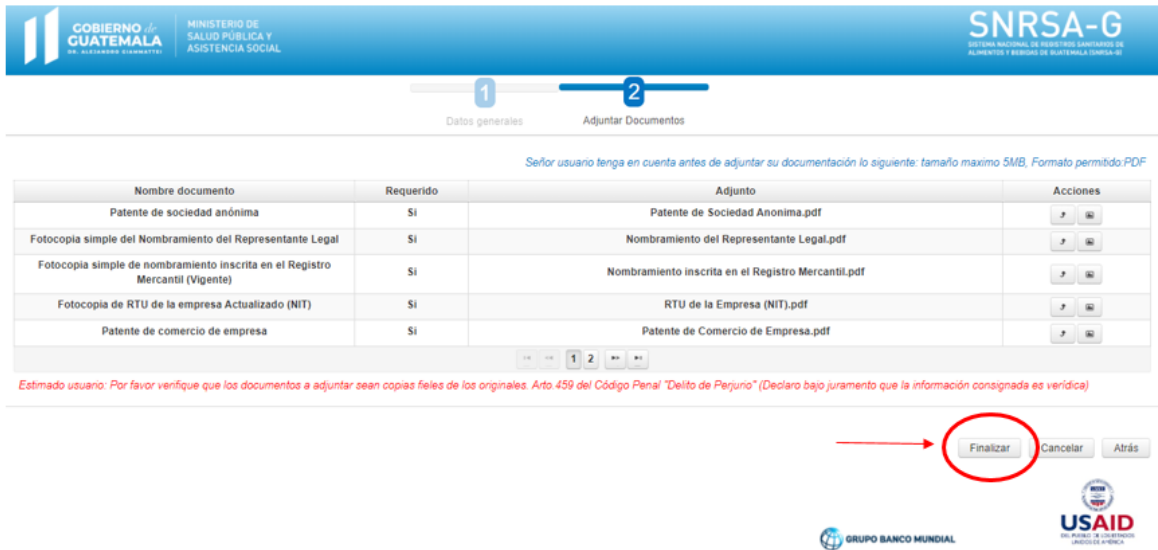 GOBIERNO de
GUATEMALA
DR. ALEJANDRO GIAMMATTEI
MINISTERIO DE
SALUD PÚBLICA Y
ASISTENCIA SOCIAL
SNRSA-G
SISTEMA NACIONAL DE REGISTROS SANITARIOS DE
ALIMENTOS Y BEBIDAS DE GUATEMALA (SNRSA-G)
1
2
Datos generales
Adjuntar Documentos
Señor usuario tenga en cuenta antes de adjuntar su documentación lo siguiente: tamaño maximo 5MB, Formato permitido:PDF
Nombre documento Requerido Adjunto Acciones
Patente de sociedad anónima Si Patente de Sociedad Anonima.pdf
Fotocopia simple del Nombramiento del Representante Legal Si Nombramiento del Representante Legal.pdf
Fotocopia simple de nombramiento inscrita en el Registro
Mercantil (Vigente) Si Nombramiento inscrita en el Registro Mercantil.pdf
Fotocopia de RTU de la empresa Actualizado (NIT) Si RTU de la Empresa (NIT).pdf
Patente de comercio de empresa Si Patente de Comercio de Empresa.pdf
1 2
Estimado usuario: Por favor verifique que los documentos a adjuntar sean copias fieles de los originales. Arto.459 del Código Penal "Delito de Perjurio" (Declaro bajo juramento que la información consignada es verídica)
Finalizar Cancelar Atrás
USAID
DEL PUEBLO DE LOS ESTADOS
UNIDOS DE AMÉRICA
GRUPO BANCO MUNDIAL